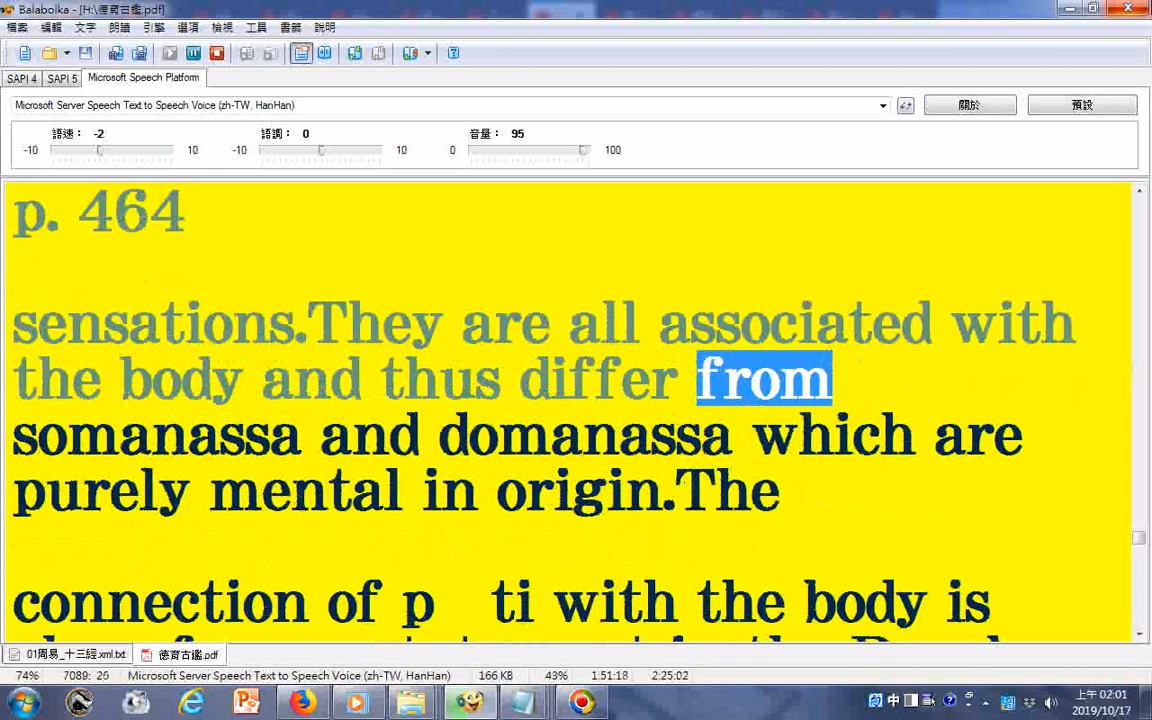 Balabolka - [H:\德育古鑑.pdf]
檔案 編輯 文字 朗讀 引擎 選項 檢視 工具 書籤 說明
SAPI 4 SAPI 5 Microsoft Speech Platform
Microsoft Server Speech Text to Speech Voice (zh-TW, HanHan) 關於 預設
語速： -2 語調： 0 音量： 95
-10 10 -10 10 0 100
p. 464
sensations.They are all associated with
the body and thus differ from
somanassa and domanassa which are
purely mental in origin.The
connection of p ti with the body is
01周易_十三經.xml.txt 德育古鑑.pdf
74% 7089: 26 Microsoft Server Speech Text to Speech Voice (zh-TW, HanHan) 166 KB 43% 1:51:18 2:25:02
中 上午 02:01
2019/10/17